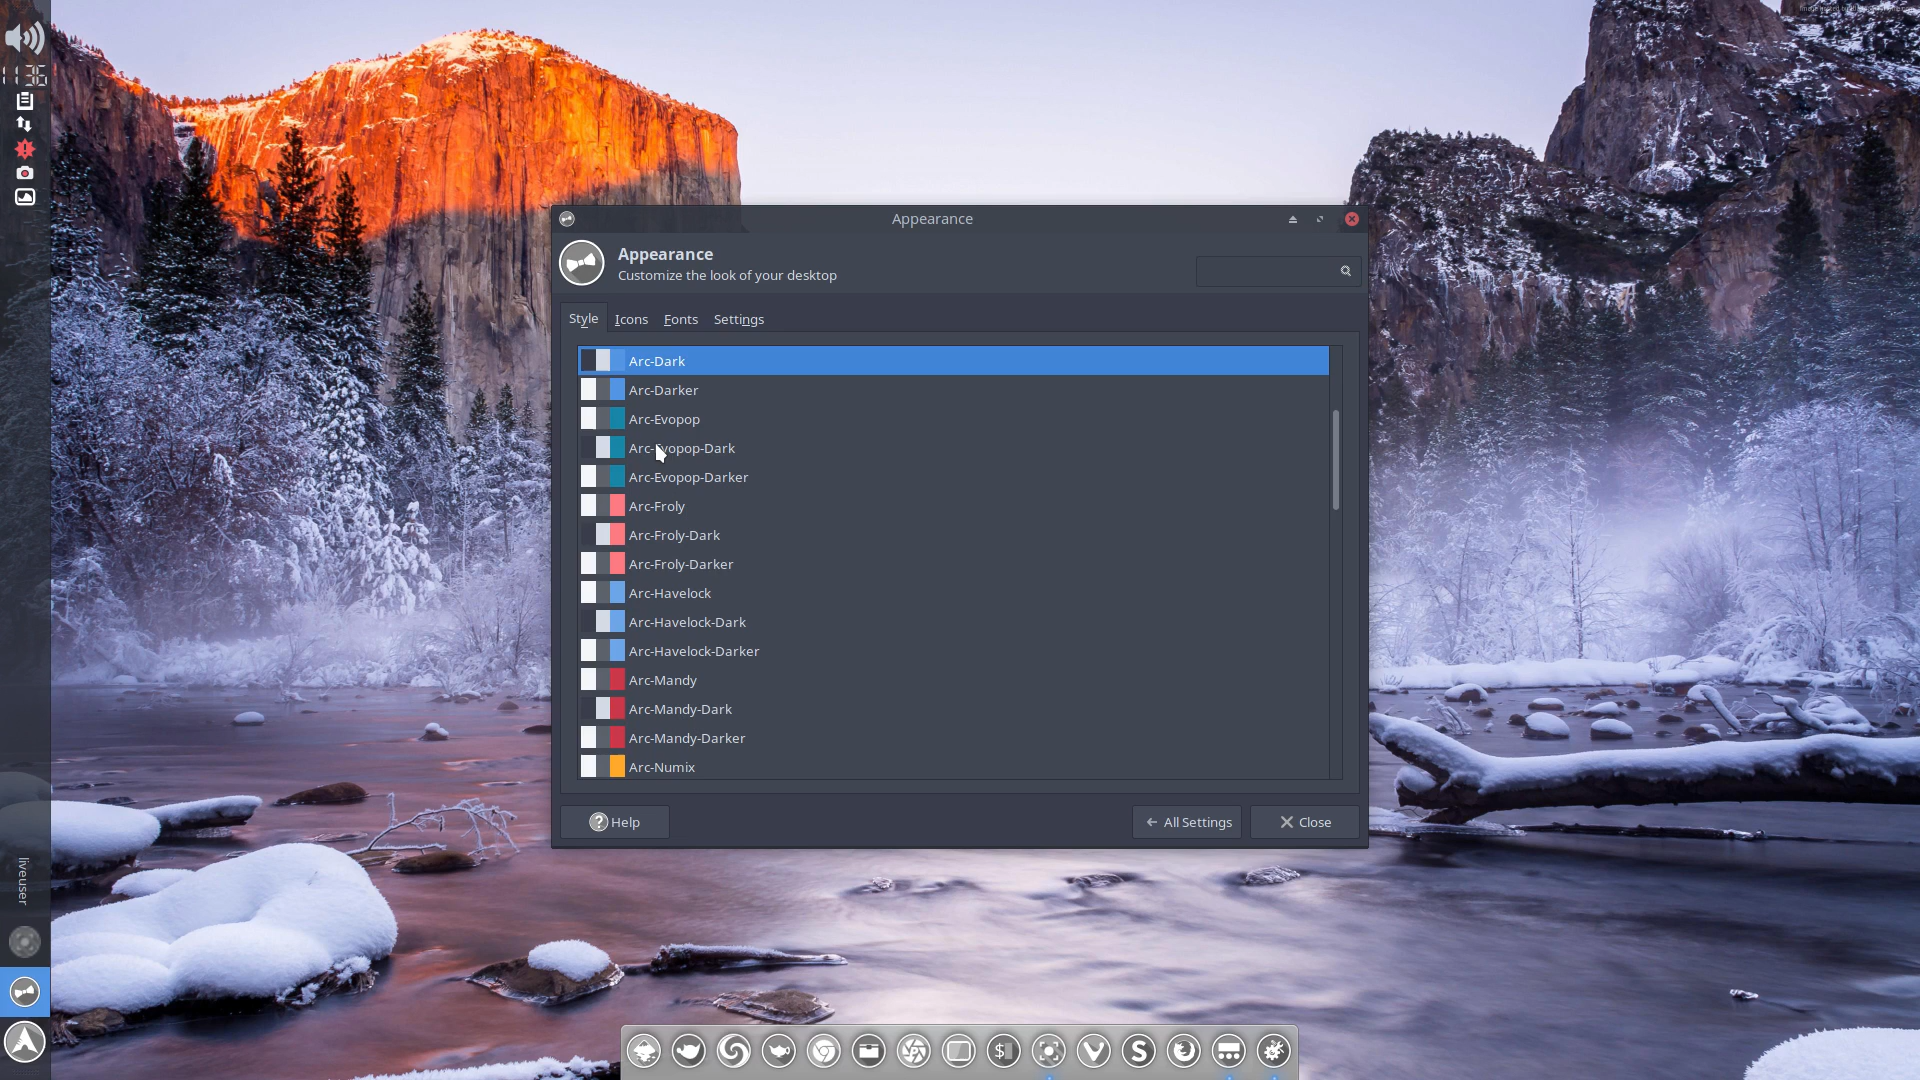 11:36
Appearance
Appearance
Customize the look of your desktop
Style
Icons
Fonts
Settings
Arc-Dark
Arc-Darker
Arc-Evopop
Arc-Evopop-Dark
Arc-Evopop-Darker
Arc-Froly
Arc-Froly-Dark
Arc-Froly-Darker
Arc-Havelock
Arc-Havelock-Dark
Arc-Havelock-Darker
Arc-Mandy
Arc-Mandy-Dark
Arc-Mandy-Darker
Arc-Numix
Help
All Settings
Close
liveuser